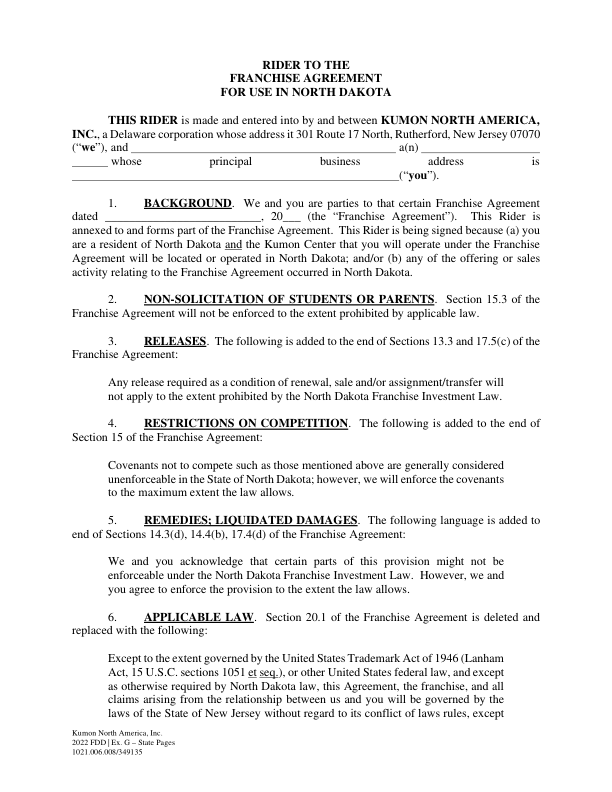 RIDER TO THE
FRANCHISE AGREEMENT
FOR USE IN NORTH DAKOTA
THIS RIDER is made and entered into by and between KUMON NORTH AMERICA,
INC., a Delaware corporation whose address it 301 Route 17 North, Rutherford, New Jersey 07070
(“we”), and ____________________________________________ a(n) ____________________
______ whose principal business address is
_______________________________________________________(“you”).
1. BACKGROUND. We and you are parties to that certain Franchise Agreement
dated __________________________, 20___ (the “Franchise Agreement”). This Rider is
annexed to and forms part of the Franchise Agreement. This Rider is being signed because (a) you
are a resident of North Dakota and the Kumon Center that you will operate under the Franchise
Agreement will be located or operated in North Dakota; and/or (b) any of the offering or sales
activity relating to the Franchise Agreement occurred in North Dakota.
2. NON-SOLICITATION OF STUDENTS OR PARENTS. Section 15.3 of the
Franchise Agreement will not be enforced to the extent prohibited by applicable law.
3. RELEASES. The following is added to the end of Sections 13.3 and 17.5(c) of the
Franchise Agreement:
Any release required as a condition of renewal, sale and/or assignment/transfer will
not apply to the extent prohibited by the North Dakota Franchise Investment Law.
4. RESTRICTIONS ON COMPETITION. The following is added to the end of
Section 15 of the Franchise Agreement:
Covenants not to compete such as those mentioned above are generally considered
unenforceable in the State of North Dakota; however, we will enforce the covenants
to the maximum extent the law allows.
5. REMEDIES; LIQUIDATED DAMAGES. The following language is added to
end of Sections 14.3(d), 14.4(b), 17.4(d) of the Franchise Agreement:
We and you acknowledge that certain parts of this provision might not be
enforceable under the North Dakota Franchise Investment Law. However, we and
you agree to enforce the provision to the extent the law allows.
6. APPLICABLE LAW. Section 20.1 of the Franchise Agreement is deleted and
replaced with the following:
Except to the extent governed by the United States Trademark Act of 1946 (Lanham
Act, 15 U.S.C. sections 1051 et seq.), or other United States federal law, and except
as otherwise required by North Dakota law, this Agreement, the franchise, and all
claims arising from the relationship between us and you will be governed by the
laws of the State of New Jersey without regard to its conflict of laws rules, except
Kumon North America, Inc.
2022 FDD | Ex. G – State Pages
1021.006.008/349135